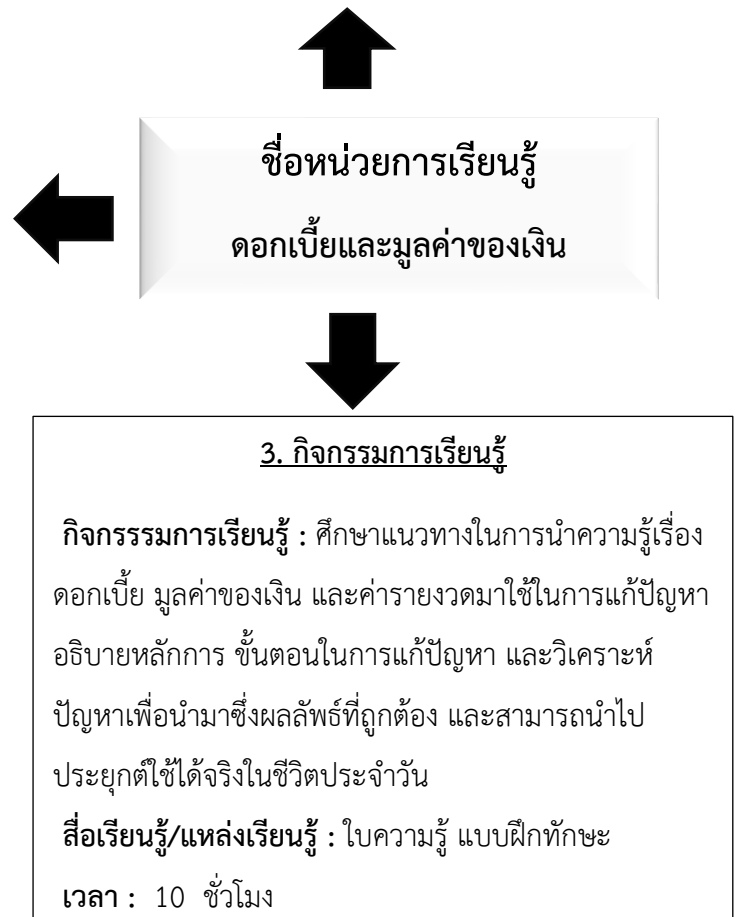 ชื่อหน่วยการเรียนรู้
ดอกเบี้ยและมูลค่าของเงิน
3. กิจกรรมการเรียนรู้
กิจกรรรมการเรียนรู้ : ศึกษาแนวทางในการนำความรู้เรื่อง
ดอกเบี้ย มูลค่าของเงิน และค่ารายงวดมาใช้ในการแก้ปัญหา
อธิบายหลักการ ขั้นตอนในการแก้ปัญหา และวิเคราะห์
ปัญหาเพื่อนำมาซึ่งผลลัพธ์ที่ถูกต้อง และสามารถนำไป
ประยุกต์ใช้ได้จริงในชีวิตประจำวัน
สื่อเรียนรู้/แหล่งเรียนรู้ : ใบความรู้ แบบฝึกทักษะ
เวลา : 10 ชั่วโมง